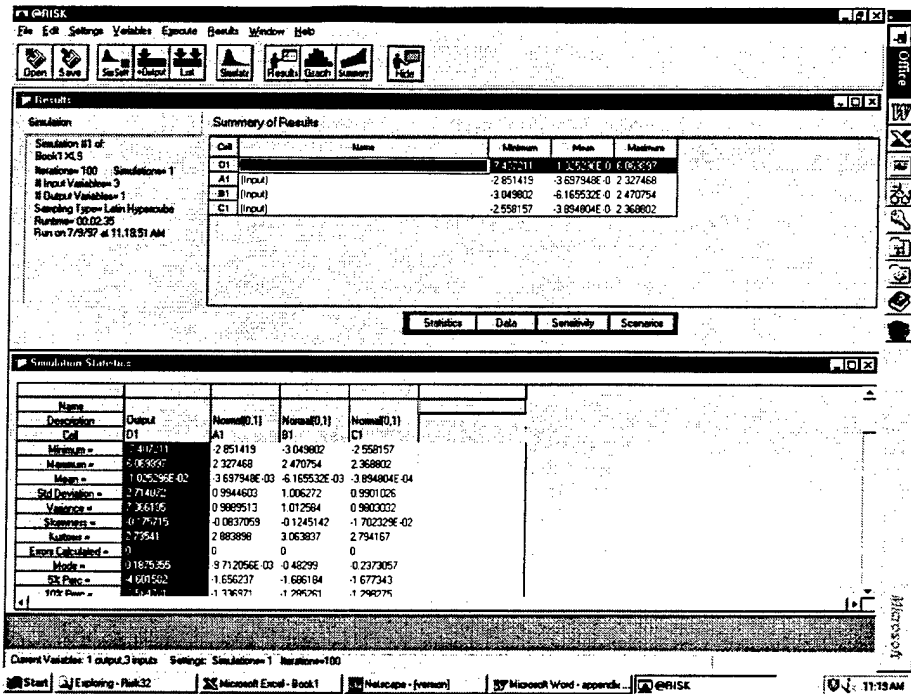 @RISK
File Edit Settings Variables Execute Results Window Help
Open Save Sim Sett +Output List Simulate Results Graph Summary Hide
Office
Results
Simulation
Summary of Results
Simulation #1 of:
Book1.XLS
Iterations= 100 Simulations= 1
# Input Variables= 3
# Output Variables= 1
Sampling Type= Latin Hypercube
Runtime= 00:02:35
Run on 7/9/97 at 11:18:51 AM
Cell Name Minimum Mean Maximum
D1
A1 (Input) -2.851419 -3.697948E-0 2.327468
B1 (Input) -3.049802 -6.165532E-0 2.470754
C1 (Input) -2.558157 -3.894804E-0 2.368802
Statistics Data Sensitivity Scenarios
Simulation Statistics
Name
Description Output Normal(0,1) Normal(0,1) Normal(0,1)
Cell D1 A1 B1 C1
Minimum = -2.851419 -3.049802 -2.558157
Maximum = 2.327468 2.470754 2.368802
Mean = -1.025296E-02 -3.697948E-03 -6.165532E-03 -3.894804E-04
Std Deviation = 0.9944603 1.006272 0.9901026
Variance = 0.9889513 1.012584 0.9803032
Skewness = -0.0837059 -0.1245142 -1.702329E-02
Kurtosis = 2.79541 2.883898 3.063837 2.794167
Errors Calculated = 0 0 0 0
Mode = 0.1875355 -9.712056E-03 -0.48299 -0.2373057
5% Perc = -4.601562 -1.656237 -1.686184 -1.677343
10% Perc = -1.336971 -1.295261 -1.298275
Current Variables: 1 output,3 inputs Settings: Simulations= 1 Iterations=100
Microsoft
Start Exploring - Risk32 Microsoft Excel - Book1 Netscape - [version] Microsoft Word - appendix ... @RISK 11:19AM